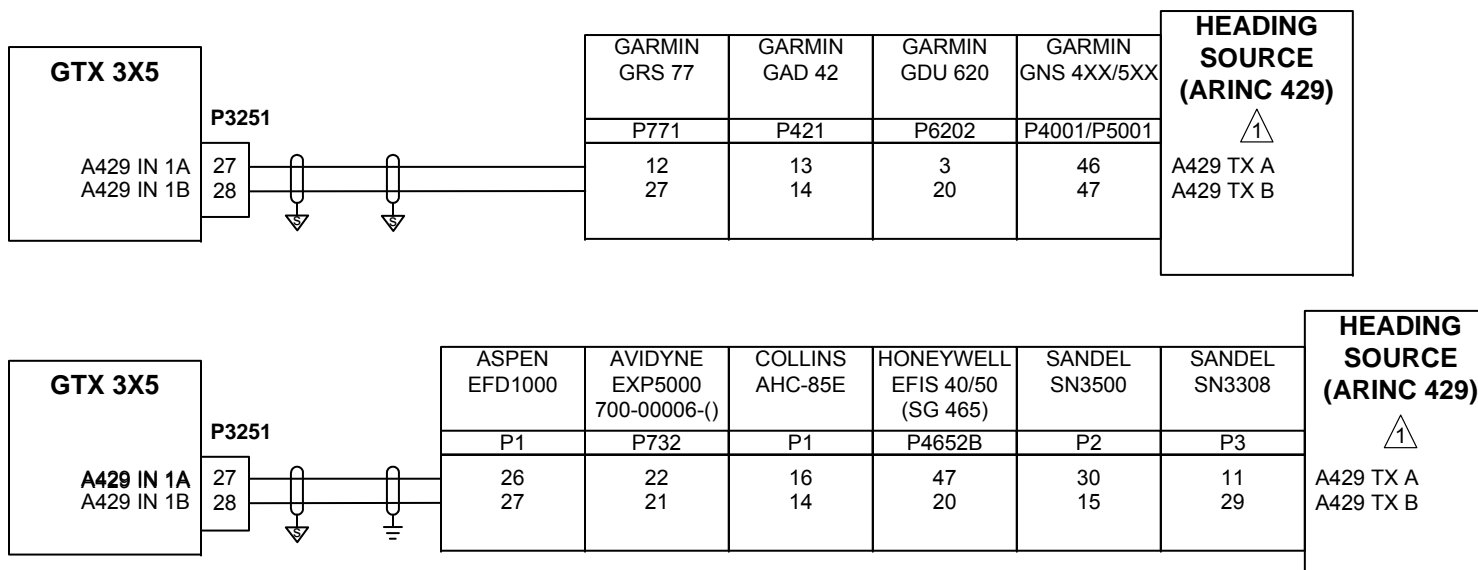 GTX 3X5
P3251
A429 IN 1A 27
A429 IN 1B 28
S S
GARMIN GARMIN GARMIN GARMIN
GRS 77 GAD 42 GDU 620 GNS 4XX/5XX
P771 P421 P6202 P4001/P5001
12 13 3 46
27 14 20 47
HEADING
SOURCE
(ARINC 429)
1
A429 TX A
A429 TX B
GTX 3X5
P3251
A429 IN 1A 27
A429 IN 1B 28
S
ASPEN AVIDYNE COLLINS HONEYWELL SANDEL SANDEL
EFD1000 EXP5000 AHC-85E EFIS 40/50 SN3500 SN3308
700-00006-() (SG 465)
P1 P732 P1 P4652B P2 P3
26 22 16 47 30 11
27 21 14 20 15 29
HEADING
SOURCE
(ARINC 429)
1
A429 TX A
A429 TX B